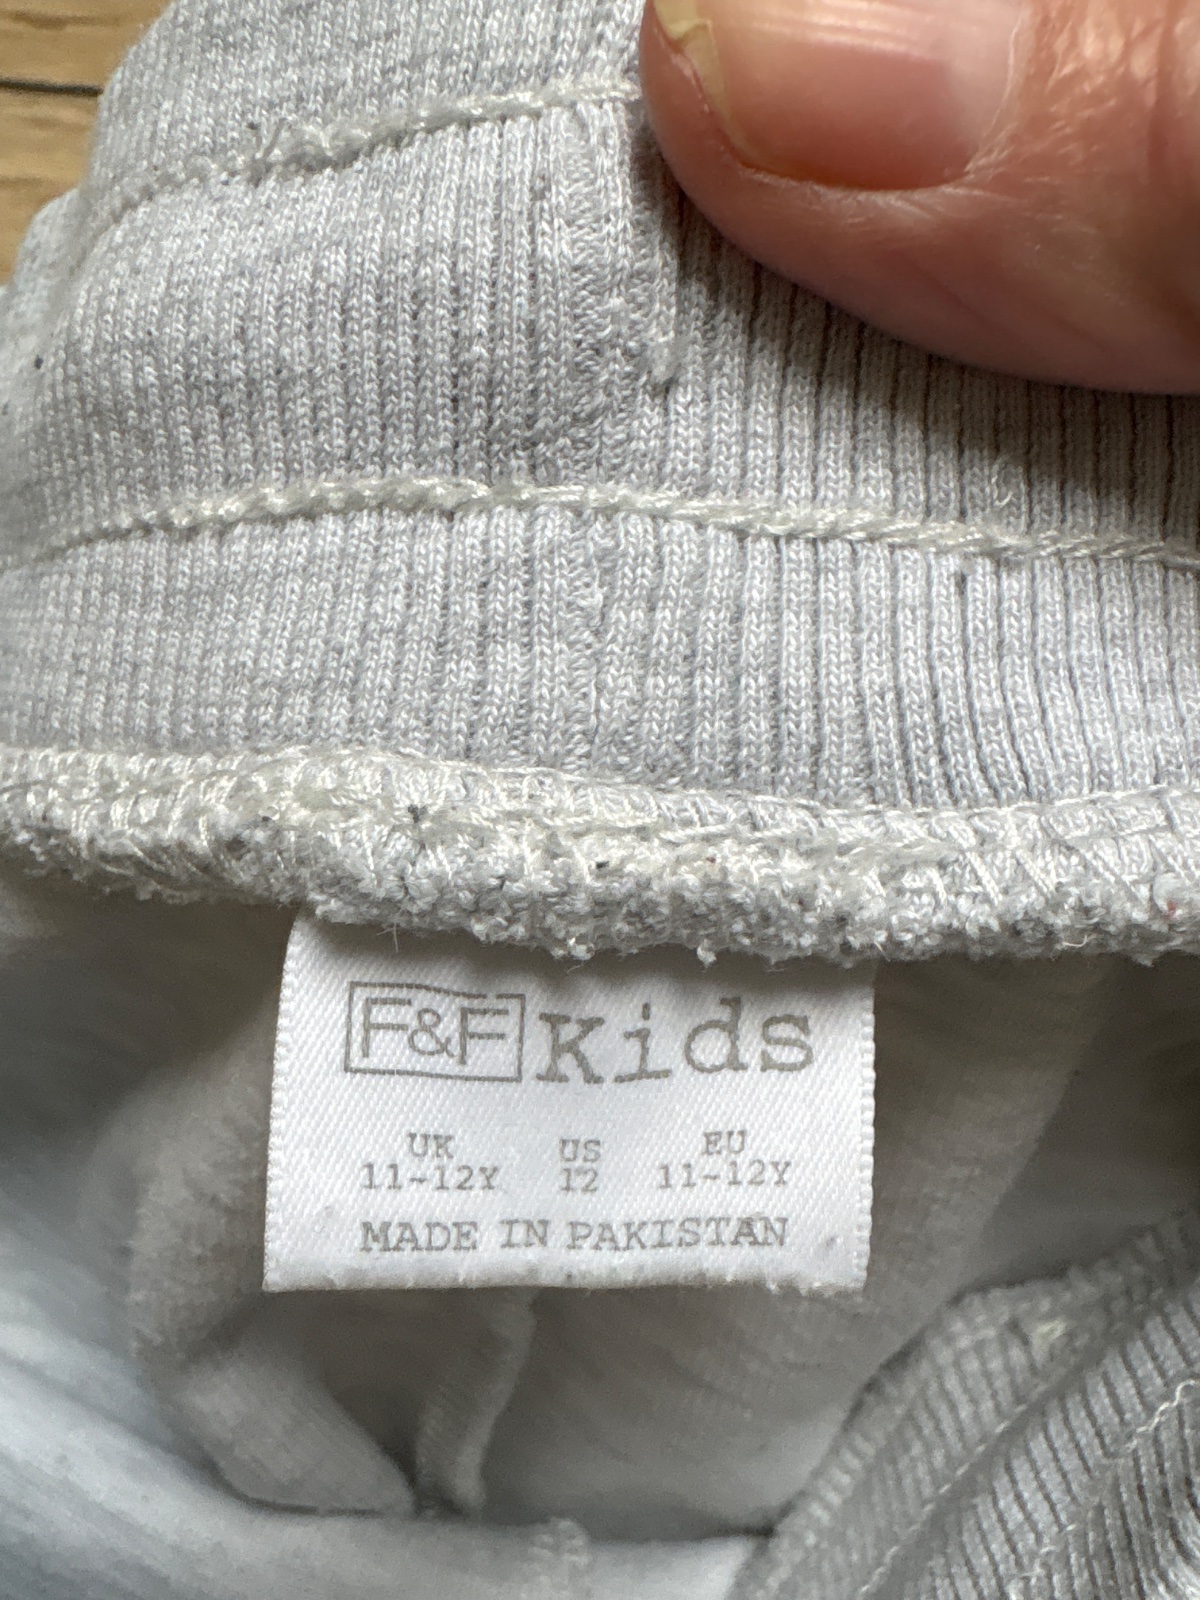 F&F Kids
UK US EU
11-12Y 12 11-12Y
MADE IN PAKISTAN